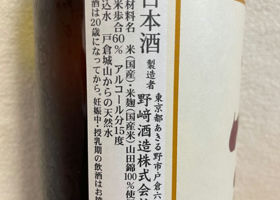 日本酒
製造者
東京都あきる野市戸倉六
野﨑酒造株式会
材料名 米(国産)・米麹(国産米)山田錦100%使
米歩合60% アルコール分15度
込水 戸倉城山からの天然水
酒は20歳になってから。妊娠中・授乳期の飲酒はお